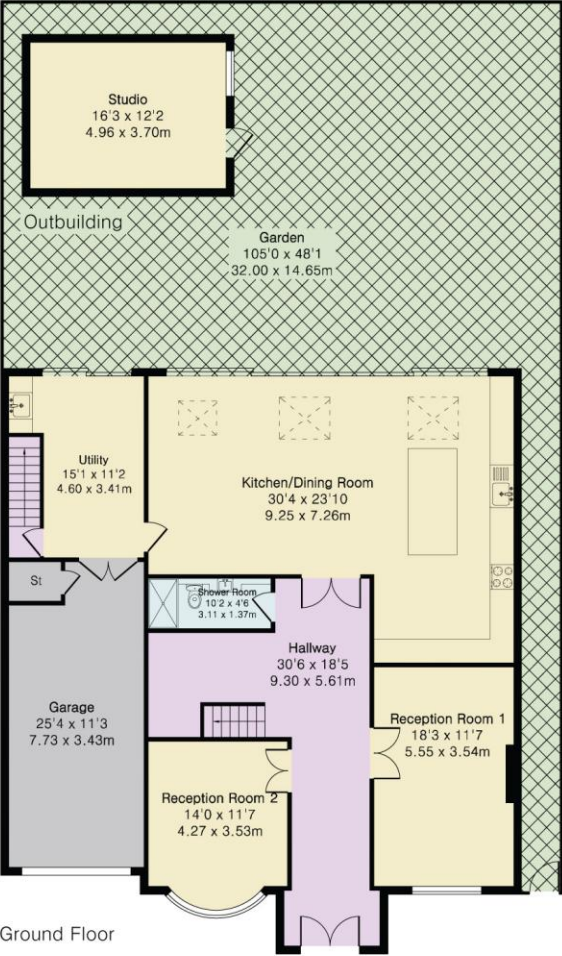 Studio
16'3 x 12'2
4.96 x 3.70m
Outbuilding
Garden
105'0 x 48'1
32.00 x 14.65m
Utility
15'1 x 11'2
4.60 x 3.41m
Kitchen/Dining Room
30'4 x 23'10
9.25 x 7.26m
St
Shower Room
10'2 x 4'6
3.11 x 1.37m
Hallway
30'6 x 18'5
9.30 x 5.61m
Garage
25'4 x 11'3
7.73 x 3.43m
Reception Room 1
18'3 x 11'7
5.55 x 3.54m
Reception Room 2
14'0 x 11'7
4.27 x 3.53m
Ground Floor